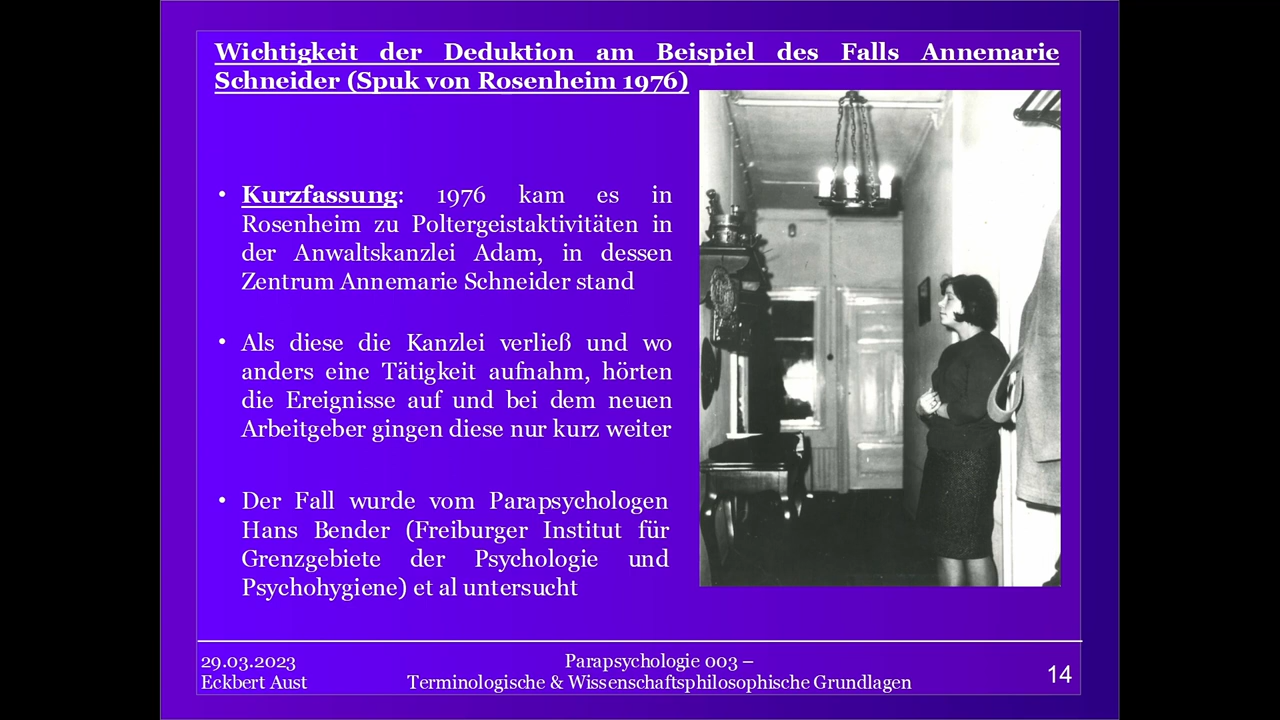 Wichtigkeit der Deduktion am Beispiel des Falls Annemarie
Schneider (Spuk von Rosenheim 1976)
• Kurzfassung: 1976 kam es in
Rosenheim zu Poltergeistaktivitäten in
der Anwaltskanzlei Adam, in dessen
Zentrum Annemarie Schneider stand
• Als diese die Kanzlei verließ und wo
anders eine Tätigkeit aufnahm, hörten
die Ereignisse auf und bei dem neuen
Arbeitgeber gingen diese nur kurz weiter
• Der Fall wurde vom Parapsychologen
Hans Bender (Freiburger Institut für
Grenzgebiete der Psychologie und
Psychohygiene) et al untersucht
29.03.2023
Eckbert Aust
Parapsychologie 003 –
Terminologische & Wissenschaftsphilosophische Grundlagen
14